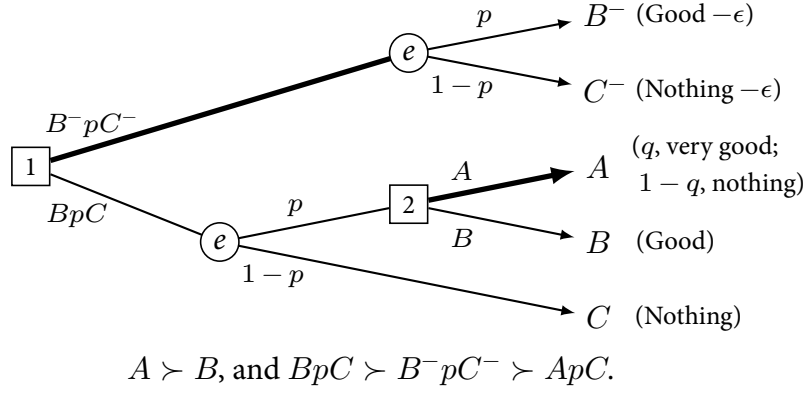 p
B⁻ (Good −ϵ)
e
1−p
C⁻ (Nothing −ϵ)
B⁻pC⁻
1
A
A
(q, very good;
1 − q, nothing)
BpC
p
2
e
B
B (Good)
1−p
C (Nothing)
A ≻ B, and BpC ≻ B⁻pC⁻ ≻ ApC.